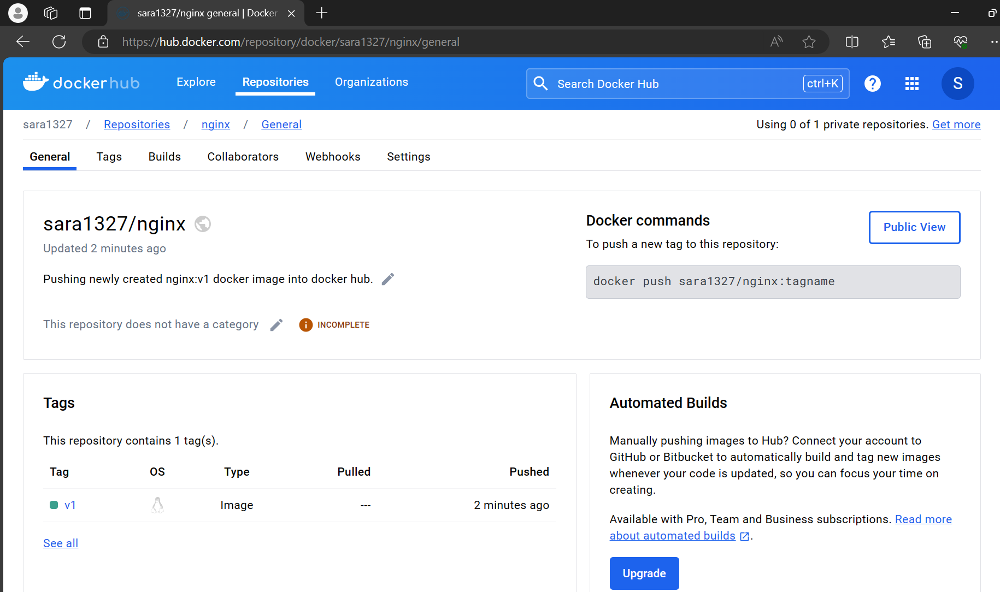 sara1327/nginx general | Docker
https://hub.docker.com/repository/docker/sara1327/nginx/general
docker hub
Explore
Repositories
Organizations
Search Docker Hub
ctrl+K
?
S
sara1327 / Repositories / nginx / General
Using 0 of 1 private repositories. Get more
General
Tags
Builds
Collaborators
Webhooks
Settings
sara1327/nginx
Updated 2 minutes ago
Pushing newly created nginx:v1 docker image into docker hub.
This repository does not have a category
INCOMPLETE
Docker commands
Public View
To push a new tag to this repository:
docker push sara1327/nginx:tagname
Tags
This repository contains 1 tag(s).
Tag OS Type Pulled Pushed
v1 Image --- 2 minutes ago
See all
Automated Builds
Manually pushing images to Hub? Connect your account to
GitHub or Bitbucket to automatically build and tag new images
whenever your code is updated, so you can focus your time on
creating.
Available with Pro, Team and Business subscriptions. Read more
about automated builds .
Upgrade